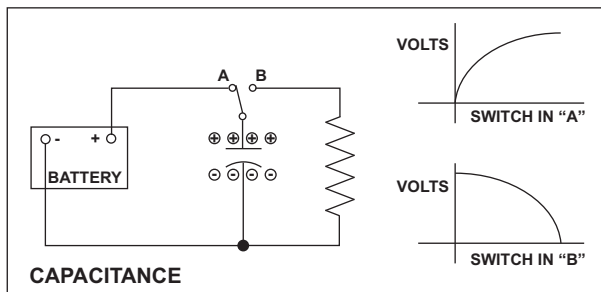 A B
- +
BATTERY
⊕ ⊕ ⊕ ⊕
⊖ ⊖ ⊖ ⊖
CAPACITANCE
VOLTS
SWITCH IN “A”
VOLTS
SWITCH IN “B”